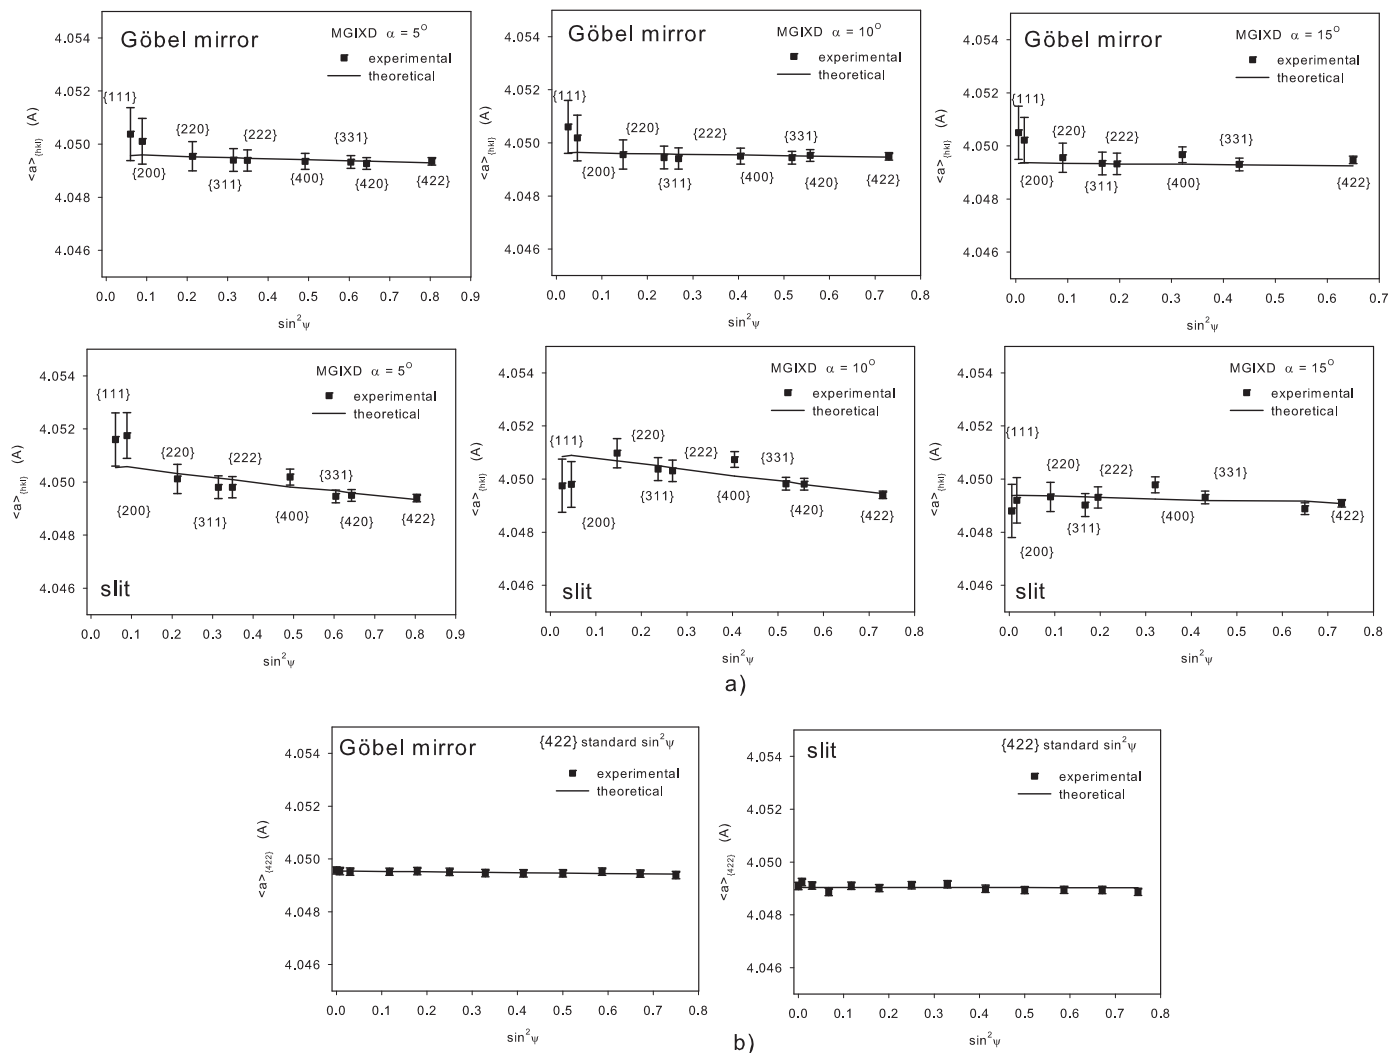 Göbel mirror
MGIXD α = 5°
experimental
theoretical
4.054
4.052
4.050
4.048
4.046
<a>{hkl} (A)
{111}
{220}
{222}
{331}
{200}
{311}
{400}
{420}
{422}
0.0 0.1 0.2 0.3 0.4 0.5 0.6 0.7 0.8 0.9
sin²ψ
Göbel mirror
MGIXD α = 10°
experimental
theoretical
4.054
4.052
4.050
4.048
4.046
<a>{hkl} (A)
{111}
{220}
{222}
{331}
{200}
{311}
{400}
{420}
{422}
0.0 0.1 0.2 0.3 0.4 0.5 0.6 0.7 0.8
sin²ψ
Göbel mirror
MGIXD α = 15°
experimental
theoretical
4.054
4.052
4.050
4.048
4.046
<a>{hkl} (A)
{111}
{220}
{222}
{331}
{200}
{311}
{400}
{422}
0.0 0.1 0.2 0.3 0.4 0.5 0.6 0.7
sin²ψ
MGIXD α = 5°
experimental
theoretical
4.054
4.052
4.050
4.048
4.046
<a>{hkl} (A)
{111}
{220}
{222}
{331}
{200}
{311}
{400}
{420}
{422}
slit
0.0 0.1 0.2 0.3 0.4 0.5 0.6 0.7 0.8 0.9
sin²ψ
MGIXD α = 10°
experimental
theoretical
4.054
4.052
4.050
4.048
4.046
<a>{hkl} (A)
{111}
{220}
{222}
{331}
{200}
{311}
{400}
{420}
{422}
slit
0.0 0.1 0.2 0.3 0.4 0.5 0.6 0.7 0.8
sin²ψ
MGIXD α = 15°
experimental
theoretical
4.054
4.052
4.050
4.048
4.046
<a>{hkl} (A)
{111}
{220}
{222}
{331}
{200}
{311}
{400}
{422}
slit
0.0 0.1 0.2 0.3 0.4 0.5 0.6 0.7 0.8
sin²ψ
a)
Göbel mirror
{422} standard sin²ψ
experimental
theoretical
4.054
4.052
4.050
4.048
4.046
<a>{422} (A)
0.0 0.1 0.2 0.3 0.4 0.5 0.6 0.7 0.8
sin²ψ
slit
{422} standard sin²ψ
experimental
theoretical
4.054
4.052
4.050
4.048
4.046
<a>{422} (A)
0.0 0.1 0.2 0.3 0.4 0.5 0.6 0.7 0.8
sin²ψ
b)